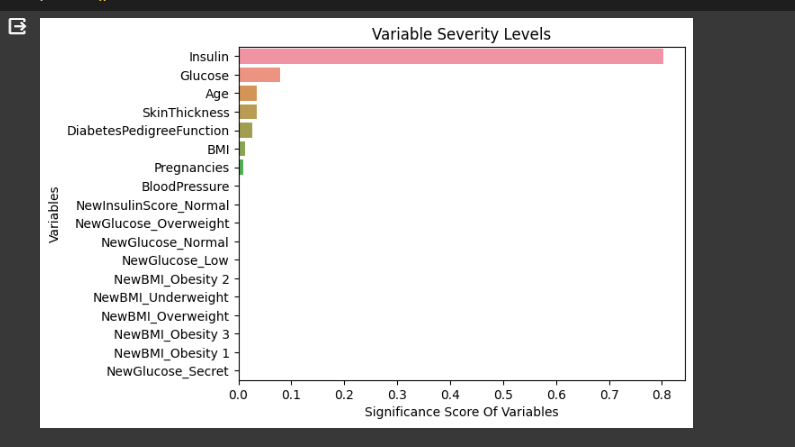 Variable Severity Levels
Insulin
Glucose
Age
SkinThickness
DiabetesPedigreeFunction
BMI
Pregnancies
BloodPressure
NewInsulinScore_Normal
NewGlucose_Overweight
NewGlucose_Normal
NewGlucose_Low
NewBMI_Obesity 2
NewBMI_Underweight
NewBMI_Overweight
NewBMI_Obesity 3
NewBMI_Obesity 1
NewGlucose_Secret
Variables
0.0 0.1 0.2 0.3 0.4 0.5 0.6 0.7 0.8
Significance Score Of Variables